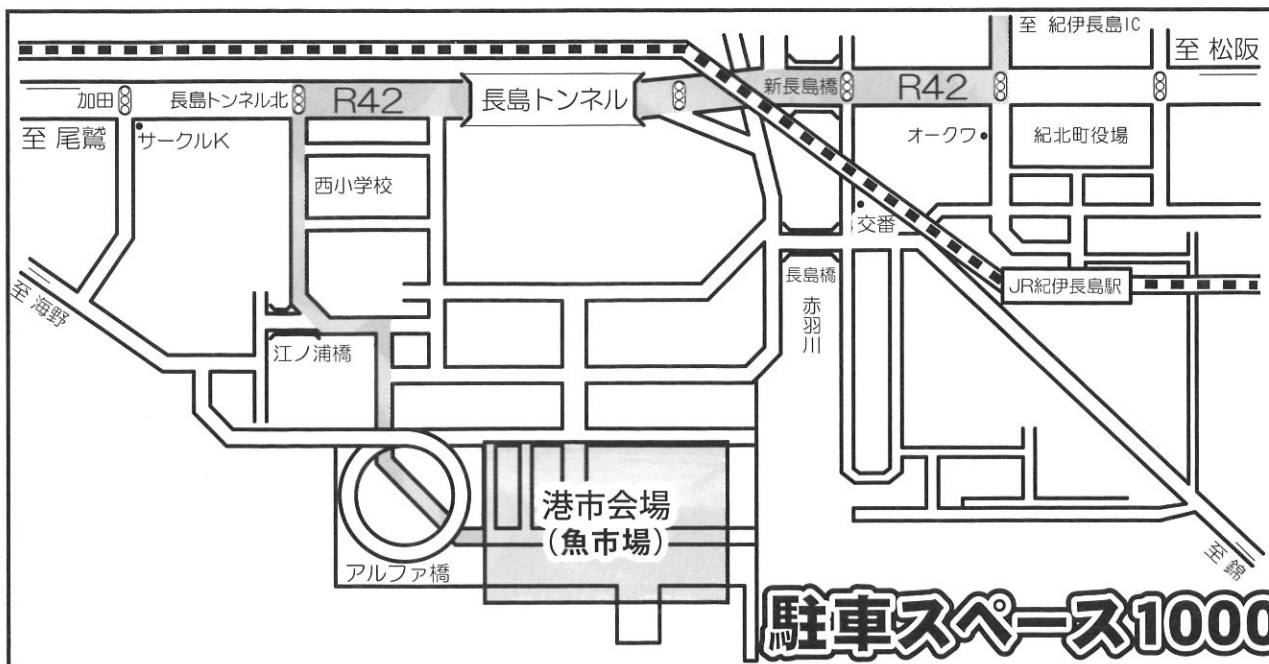 至 紀伊長島IC
至 松阪
加田
長島トンネル北
R42
長島トンネル
新長島橋
R42
至 尾鷲
サークルK
オークワ
紀北町役場
西小学校
交番
至 海野
長島橋
JR紀伊長島駅
赤羽川
江ノ浦橋
港市会場
(魚市場)
至 錦
アルファ橋
駐車スペース1000